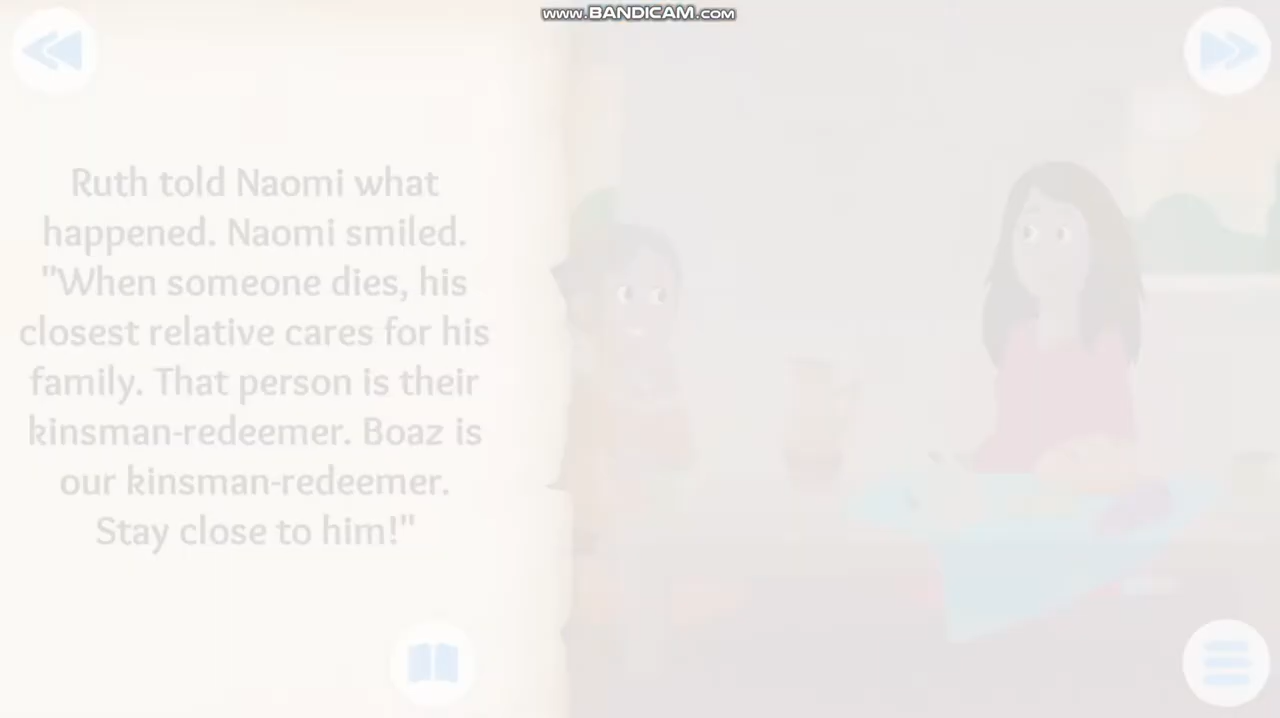 www.BANDICAM.com
Ruth told Naomi what
happened. Naomi smiled.
"When someone dies, his
closest relative cares for his
family. That person is their
kinsman-redeemer. Boaz is
our kinsman-redeemer.
Stay close to him!"